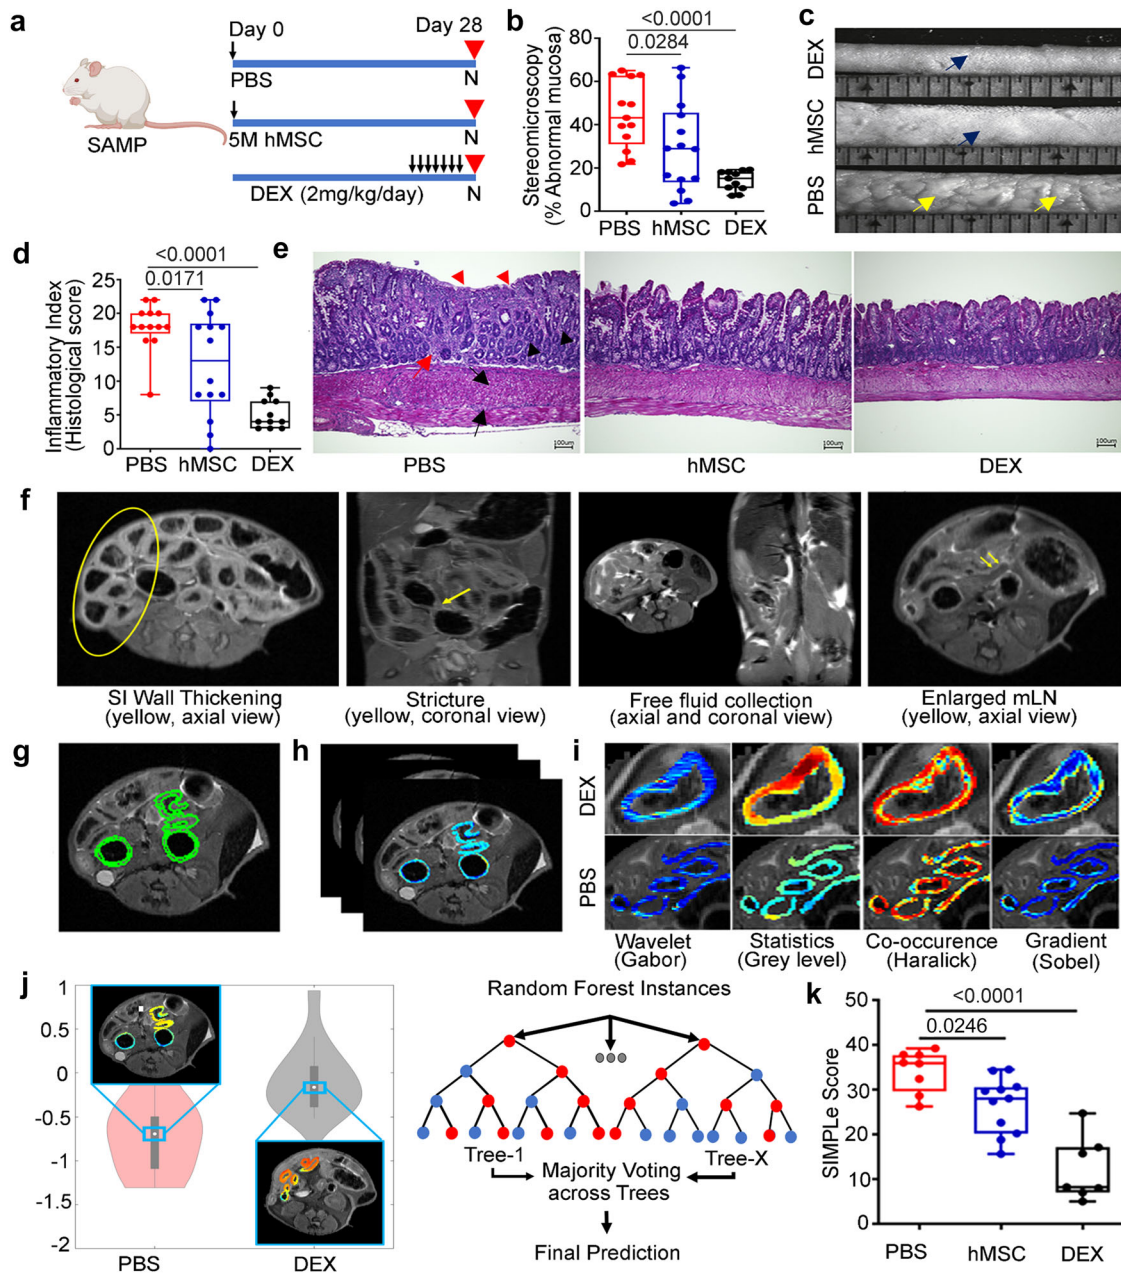 a
Day 0
Day 28
PBS
N
5M hMSC
N
DEX (2mg/kg/day)
N
SAMP
b
<0.0001
0.0284
Stereomicroscopy
(% Abnormal mucosa)
80
60
40
20
0
PBS
hMSC
DEX
c
DEX
hMSC
PBS
d
<0.0001
0.0171
Inflammatory Index
(Histological score)
25
20
15
10
5
0
PBS
hMSC
DEX
e
100um
100um
100um
PBS
hMSC
DEX
f
SI Wall Thickening
(yellow, axial view)
Stricture
(yellow, coronal view)
Free fluid collection
(axial and coronal view)
Enlarged mLN
(yellow, axial view)
g
h
i
DEX
PBS
Wavelet
(Gabor)
Statistics
(Grey level)
Co-occurence
(Haralick)
Gradient
(Sobel)
j
1
0.5
0
-0.5
-1
-1.5
-2
PBS
DEX
Random Forest Instances
Tree-1
Tree-X
Majority Voting
across Trees
Final Prediction
k
<0.0001
0.0246
SIMPLe Score
50
40
30
20
10
0
PBS
hMSC
DEX